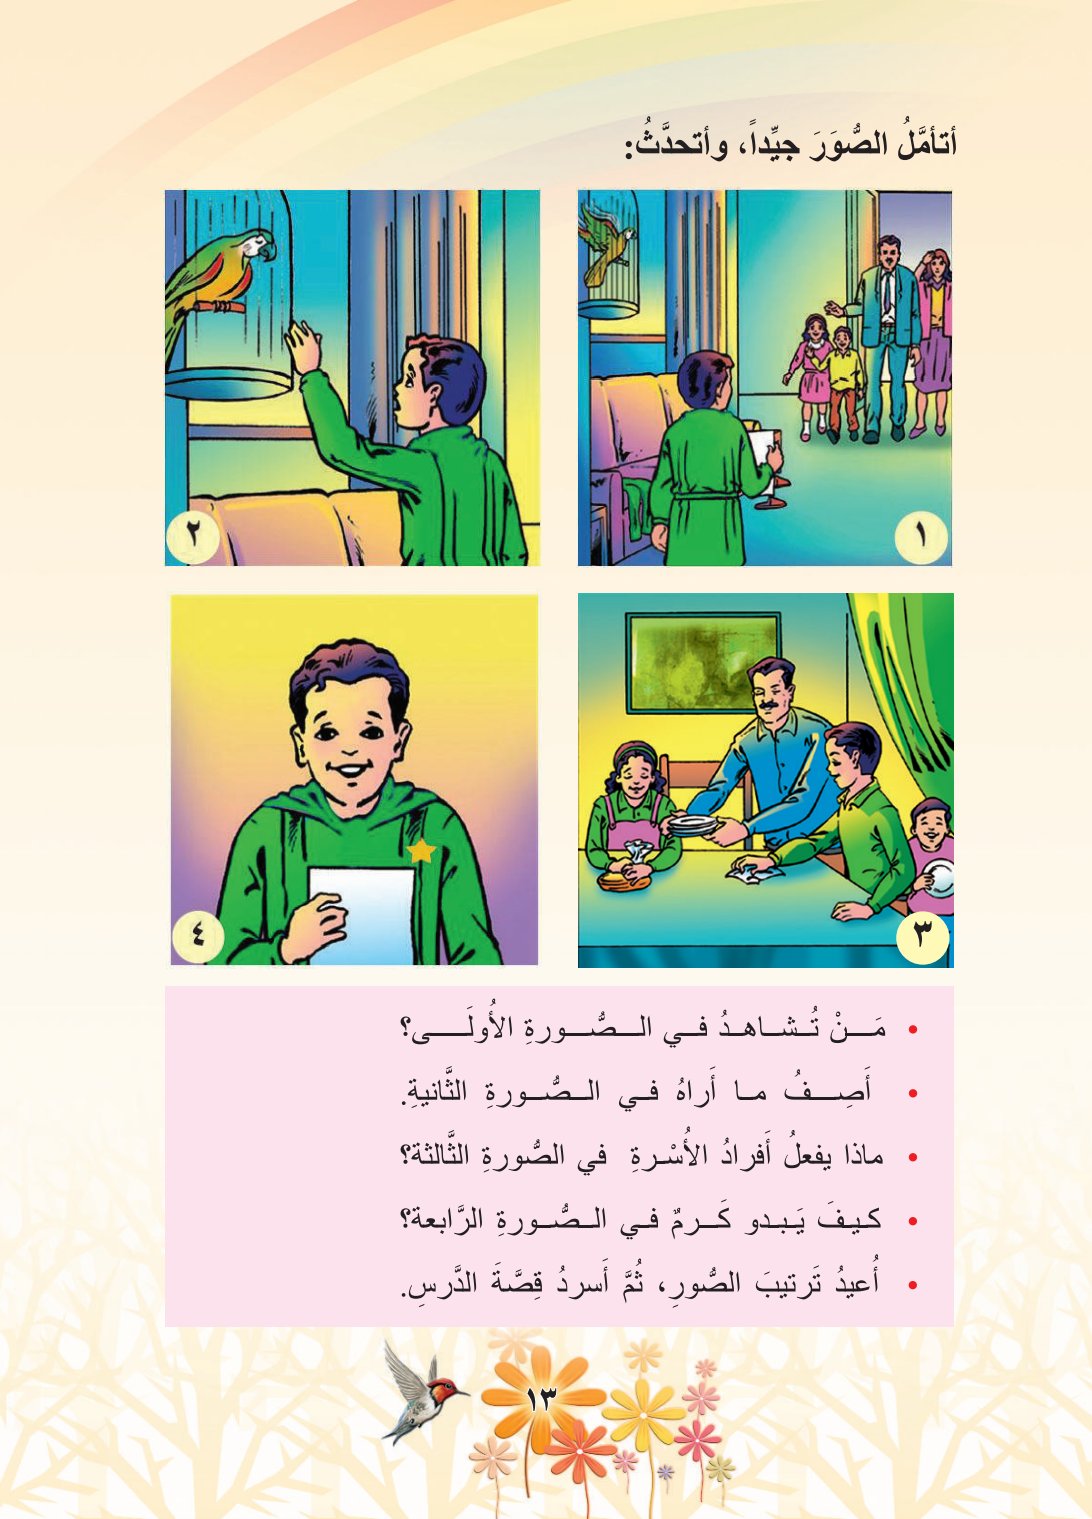 أتأمَّلُ الصُّوَرَ جيِّداً، وأتحدَّثُ:
١
٢
٣
٤
• مَنْ تُشاهدُ في الصُّورةِ الأُولَى؟
• أَصِفُ ما أَراهُ في الصُّورةِ الثَّانيةِ.
• ماذا يفعلُ أَفرادُ الأُسْرةِ في الصُّورةِ الثَّالثة؟
• كيفَ يَبدو كَرمٌ في الصُّورةِ الرَّابعة؟
• أُعيدُ تَرتيبَ الصُّورِ، ثُمَّ أَسردُ قِصَّةَ الدَّرسِ.
١٣